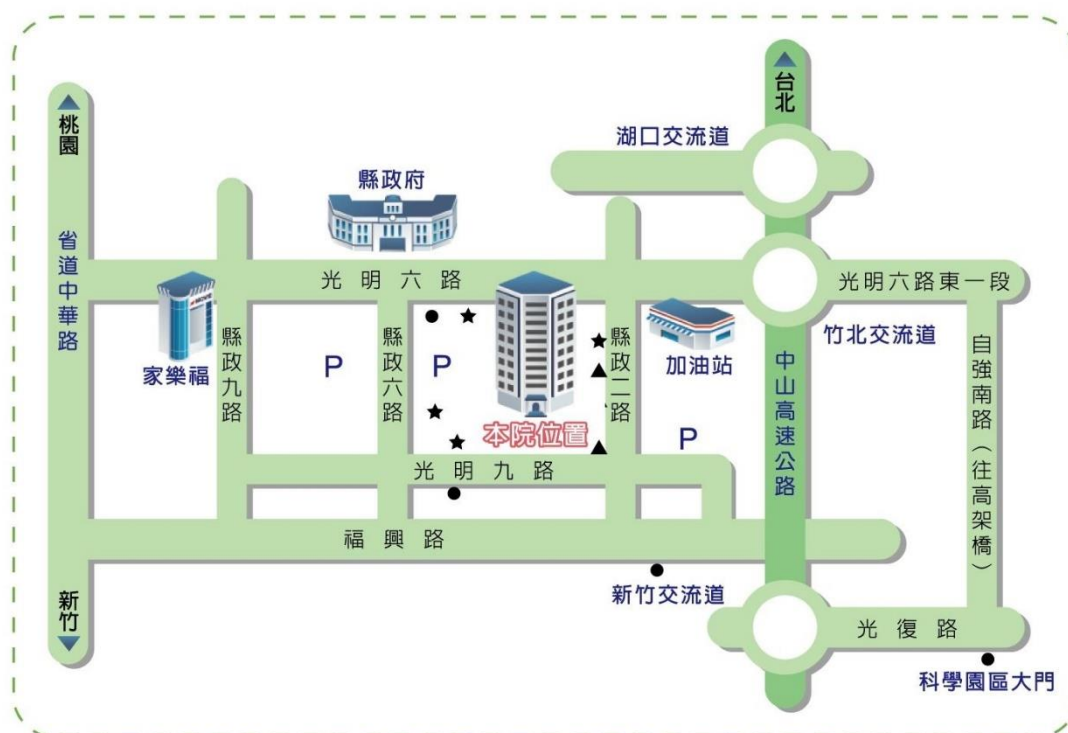 台北
桃園
湖口交流道
縣政府
省道中華路
光明六路
光明六路東一段
竹北交流道
家樂福
縣政九路
P
縣政六路
P
本院位置
縣政二路
加油站
P
中山高速公路
自強南路（往高架橋）
光明九路
福興路
新竹交流道
新竹
光復路
科學園區大門